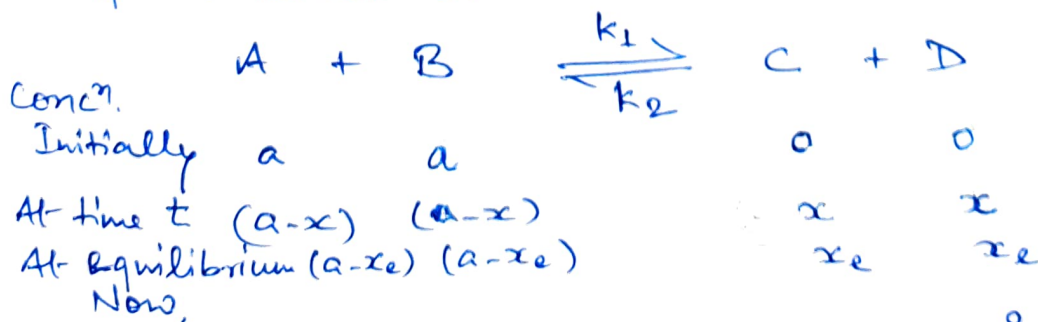 A + B ⇌ C + D
k1
k2
Concn.
Initially a a 0 0
At time t (a-x) (a-x) x x
At equilibrium (a-xe) (a-xe) xe xe
Now,